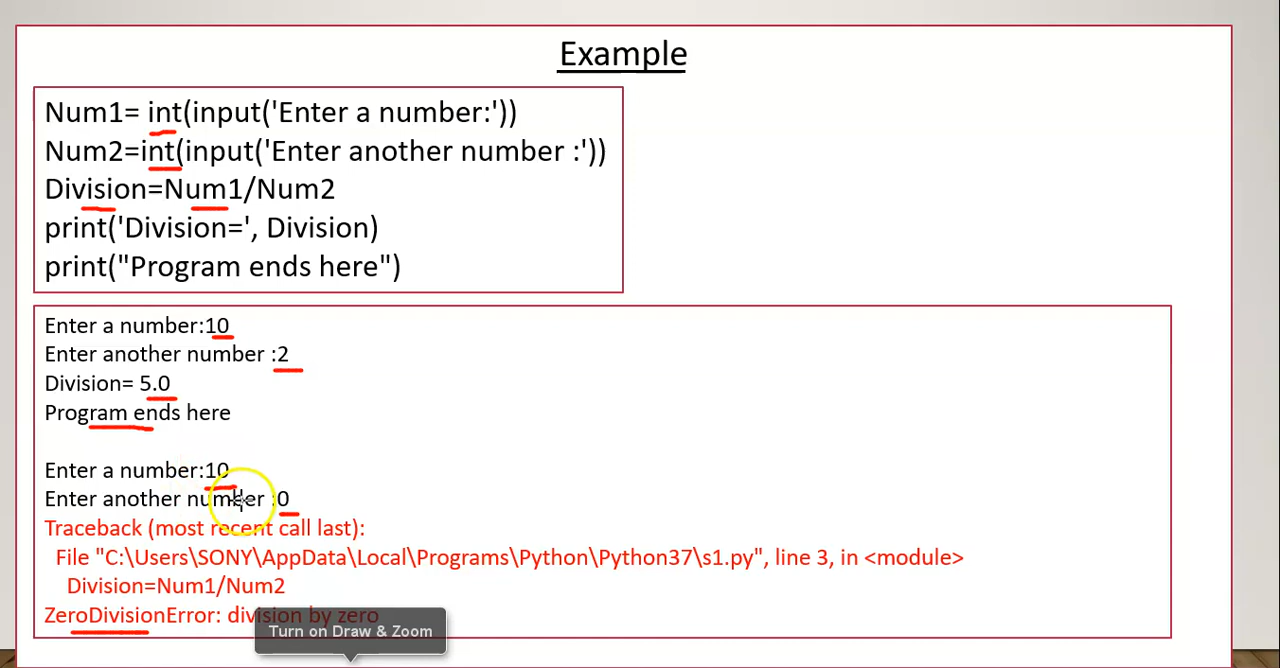 Example
Num1= int(input('Enter a number:'))
Num2=int(input('Enter another number :'))
Division=Num1/Num2
print('Division=', Division)
print("Program ends here")
Enter a number:10
Enter another number :2
Division= 5.0
Program ends here
Enter a number:10
Enter another number :0
Traceback (most recent call last):
File "C:\Users\SONY\AppData\Local\Programs\Python\Python37\s1.py", line 3, in <module>
Division=Num1/Num2
ZeroDivisionError: division by zero
Turn on Draw & Zoom